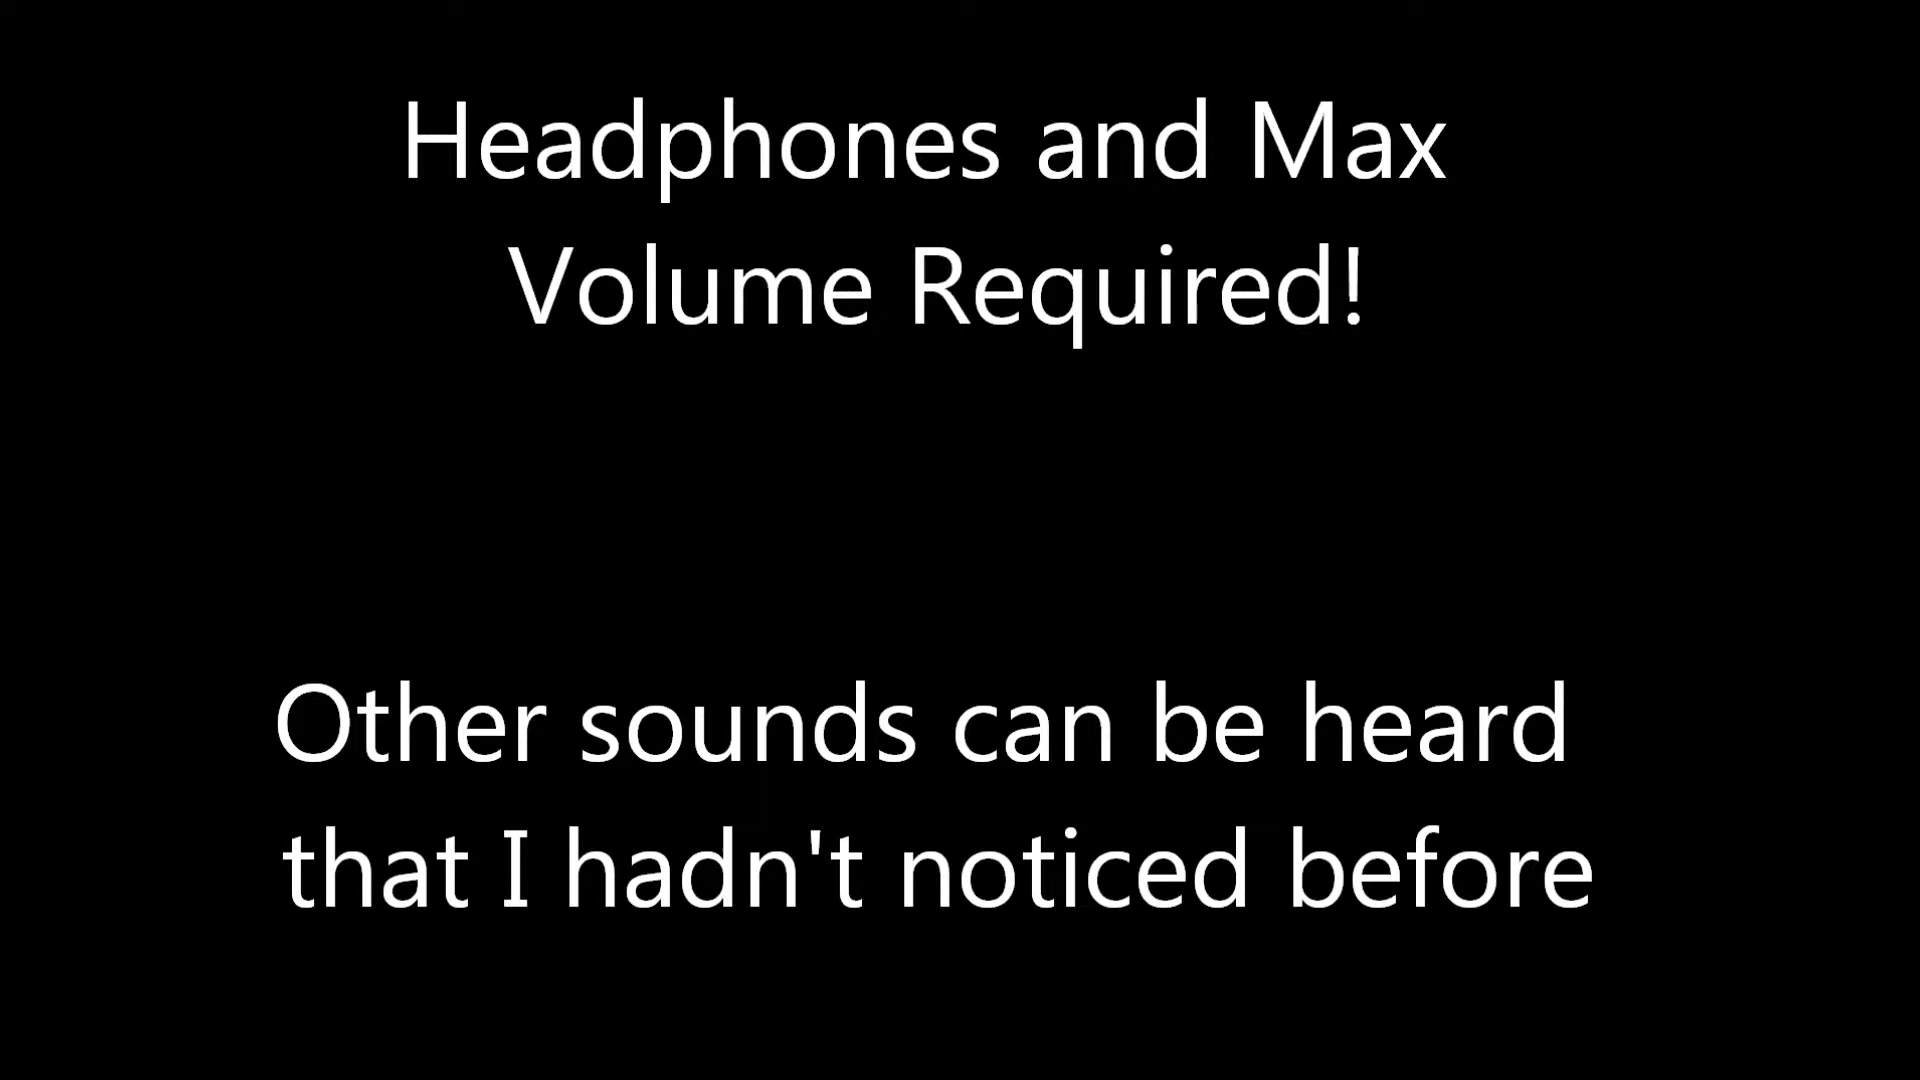 Headphones and Max
Volume Required!
Other sounds can be heard
that I hadn't noticed before